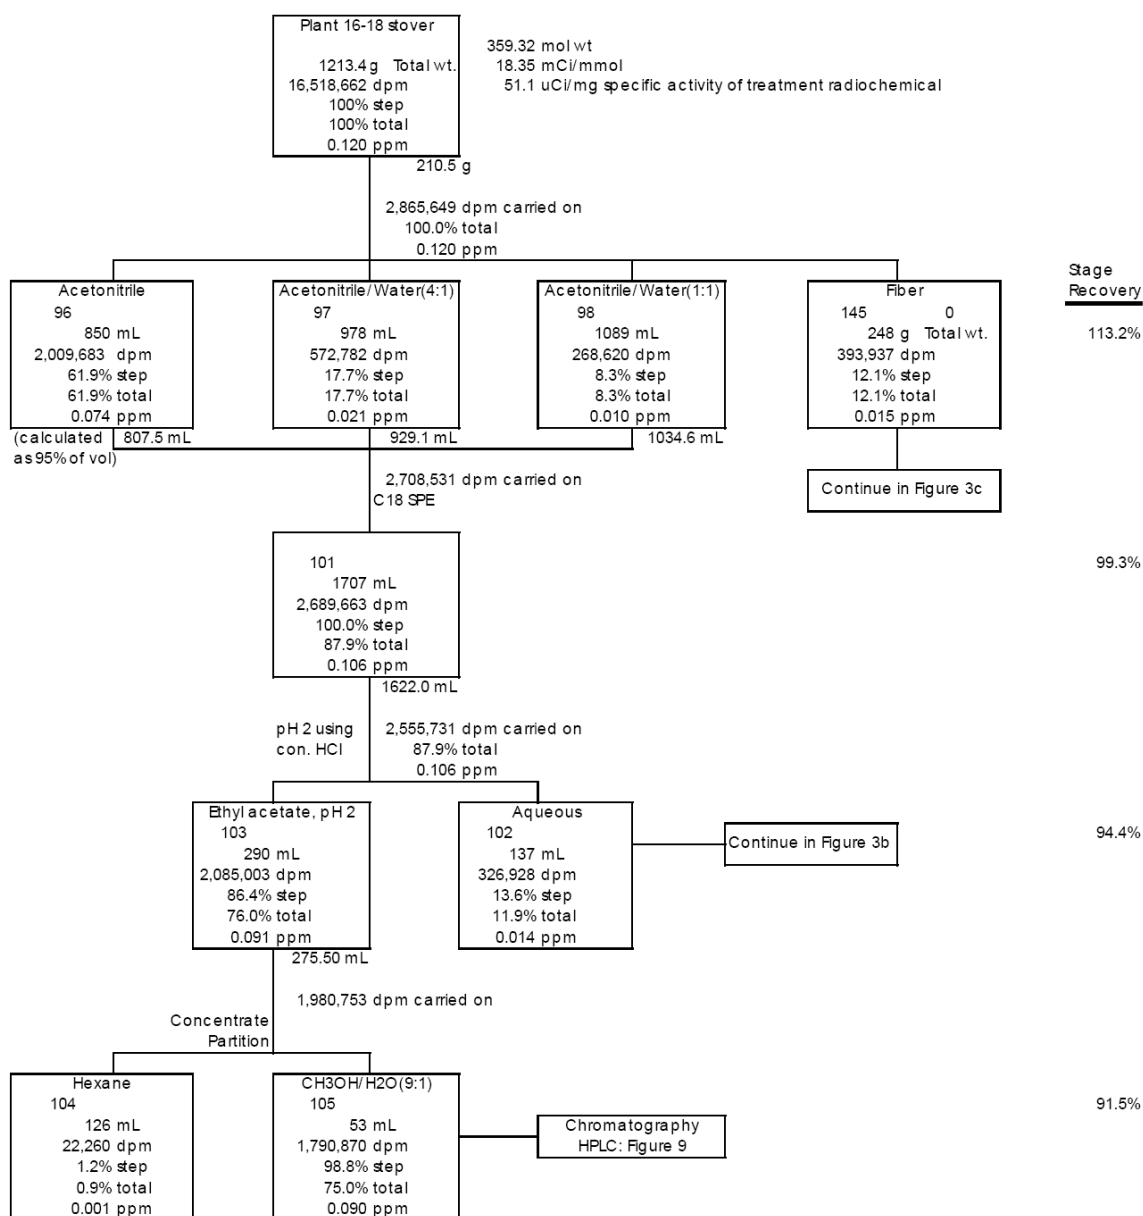 Plant 16-18 stover
1213.4 g Total wt.
16,518,662 dpm
100% step
100% total
0.120 ppm
359.32 mol wt
18.35 mCi/mmol
51.1 uCi/mg specific activity of treatment radiochemical
210.5 g
2,865,649 dpm carried on
100.0% total
0.120 ppm
Stage
Recovery
Acetonitrile
96
850 mL
2,009,683 dpm
61.9% step
61.9% total
0.074 ppm
Acetonitrile/Water(4:1)
97
978 mL
572,782 dpm
17.7% step
17.7% total
0.021 ppm
Acetonitrile/Water(1:1)
98
1089 mL
268,620 dpm
8.3% step
8.3% total
0.010 ppm
Fiber
145 0
248 g Total wt.
393,937 dpm
12.1% step
12.1% total
0.015 ppm
113.2%
(calculated
as 95% of vol)
807.5 mL
929.1 mL
1034.6 mL
Continue in Figure 3c
2,708,531 dpm carried on
C18 SPE
101
1707 mL
2,689,663 dpm
100.0% step
87.9% total
0.106 ppm
99.3%
1622.0 mL
pH 2 using
con. HCl
2,555,731 dpm carried on
87.9% total
0.106 ppm
Ethyl acetate, pH 2
103
290 mL
2,085,003 dpm
86.4% step
76.0% total
0.091 ppm
Aqueous
102
137 mL
326,928 dpm
13.6% step
11.9% total
0.014 ppm
Continue in Figure 3b
94.4%
275.50 mL
1,980,753 dpm carried on
Concentrate
Partition
Hexane
104
126 mL
22,260 dpm
1.2% step
0.9% total
0.001 ppm
CH3OH/H2O(9:1)
105
53 mL
1,790,870 dpm
98.8% step
75.0% total
0.090 ppm
Chromatography
HPLC: Figure 9
91.5%